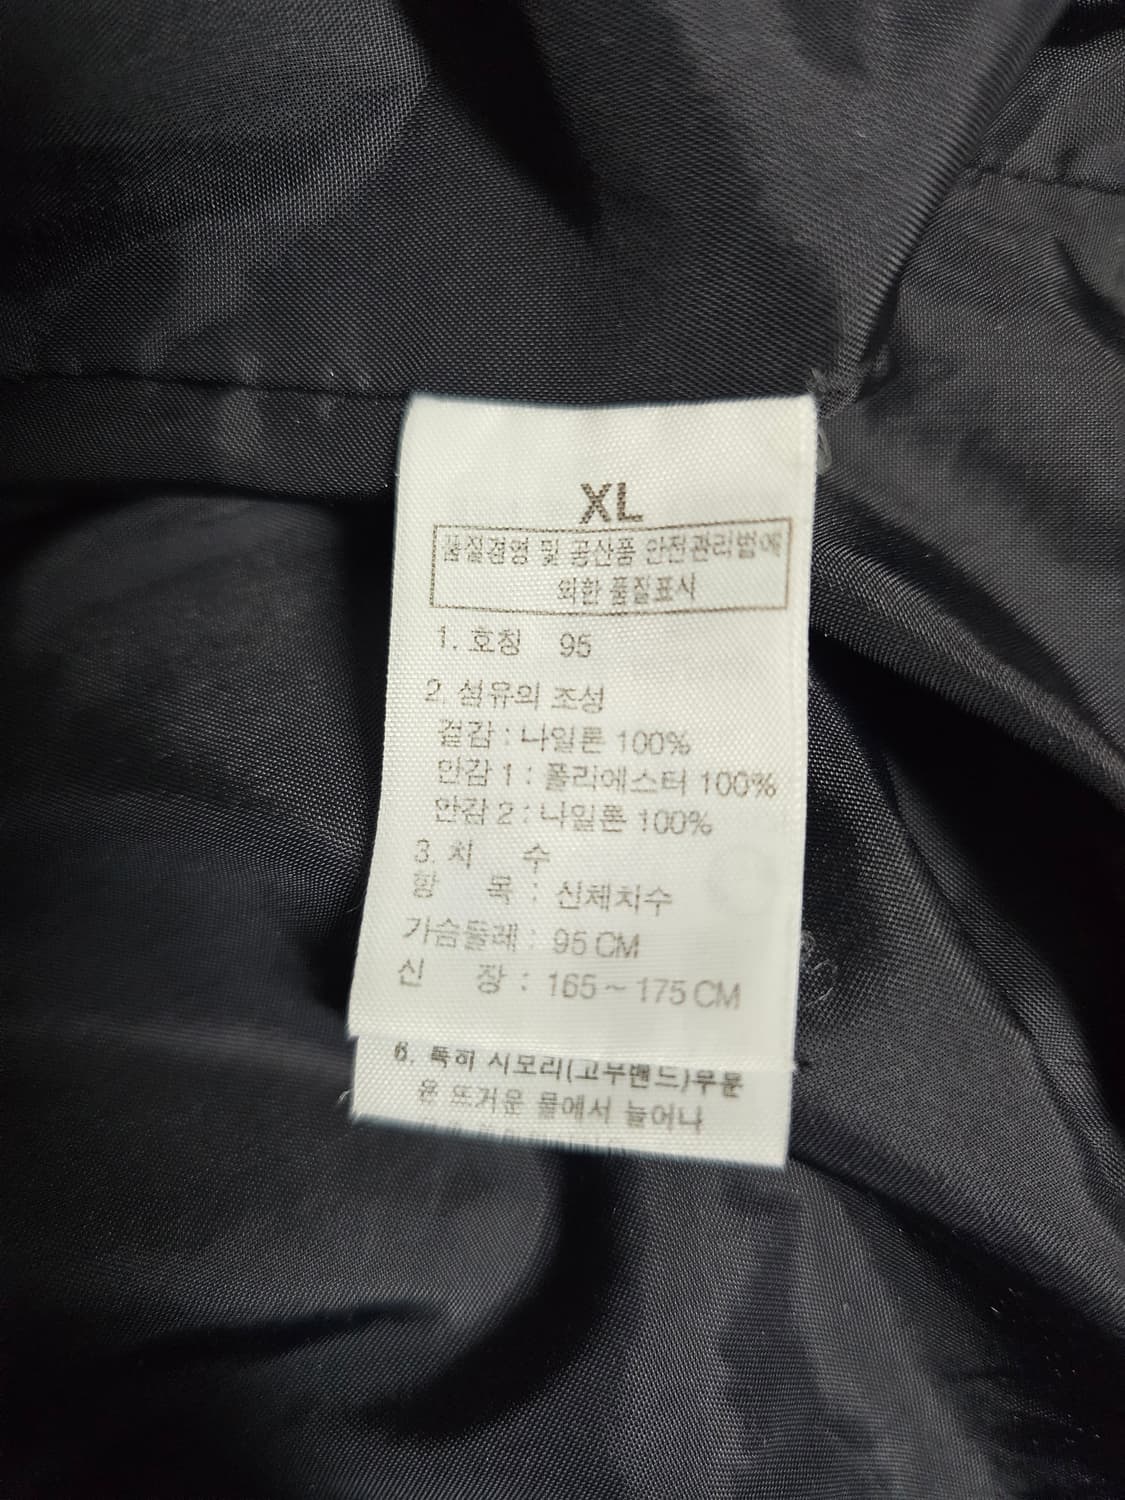 XL
품질경영 및 공산품 안전관리법에
의한 품질표시
1. 호칭 95
2. 섬유의 조성
겉감 : 나일론 100%
안감 1 : 폴리에스터 100%
안감 2 : 나일론 100%
3. 치 수
항 목 : 신체치수
가슴둘레 : 95 CM
신 장 : 165 ~ 175 CM
6. 특히 시모리(고무밴드)부분
은 뜨거운 물에서 늘어나